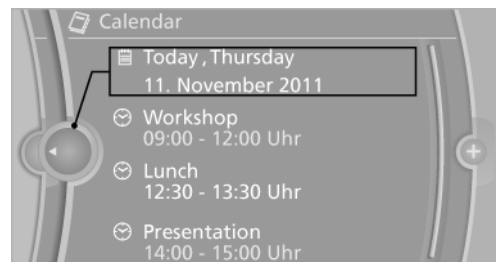 Calendar
Today , Thursday
11. November 2011
Workshop
09:00 - 12:00 Uhr
Lunch
12:30 - 13:30 Uhr
Presentation
14:00 - 15:00 Uhr